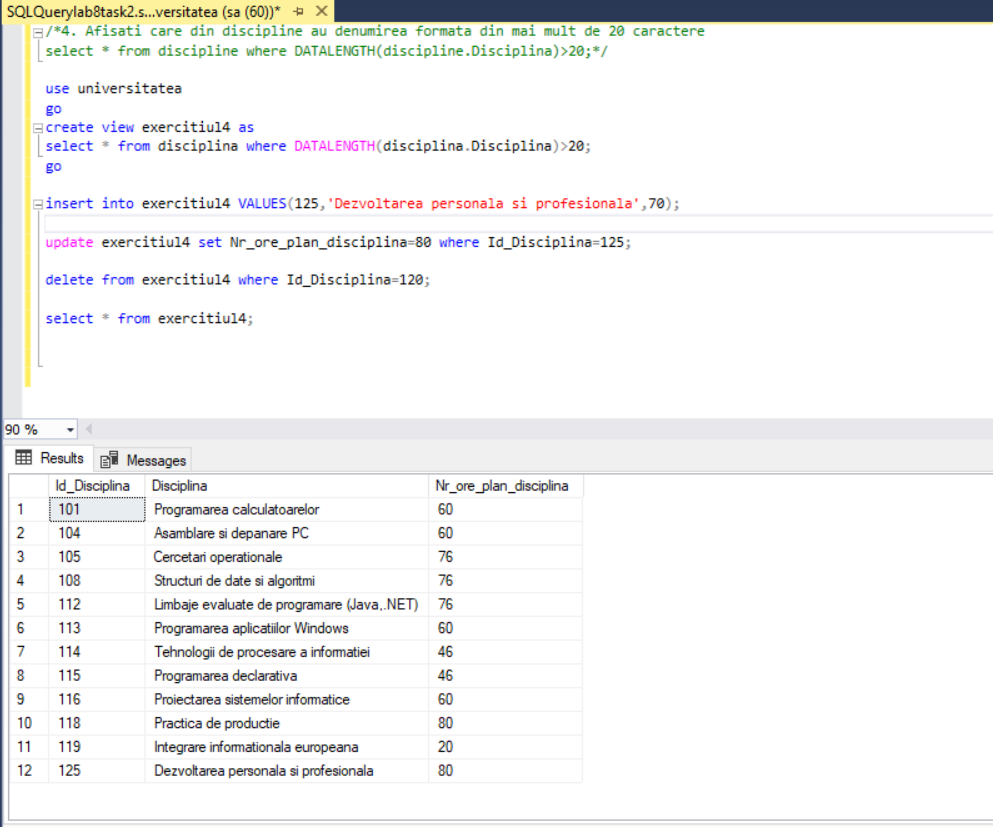 SQLQuerylab8task2.s...versitatea (sa (60))*
/*4. Afisati care din discipline au denumirea formata din mai mult de 20 caractere
select * from discipline where DATALENGTH(discipline.Disciplina)>20;*/
use universitatea
go
create view exercitiul4 as
select * from disciplina where DATALENGTH(disciplina.Disciplina)>20;
go
insert into exercitiul4 VALUES(125,'Dezvoltarea personala si profesionala',70);
update exercitiul4 set Nr_ore_plan_disciplina=80 where Id_Disciplina=125;
delete from exercitiul4 where Id_Disciplina=120;
select * from exercitiul4;
90 %
Results Messages
Id_Disciplina Disciplina Nr_ore_plan_disciplina
1 101 Programarea calculatoarelor 60
2 104 Asamblare si depanare PC 60
3 105 Cercetari operationale 76
4 108 Structuri de date si algoritmi 76
5 112 Limbaje evaluate de programare (Java,.NET) 76
6 113 Programarea aplicatiilor Windows 60
7 114 Tehnologii de procesare a informatiei 46
8 115 Programarea declarativa 46
9 116 Proiectarea sistemelor informatice 60
10 118 Practica de productie 80
11 119 Integrare informationala europeana 20
12 125 Dezvoltarea personala si profesionala 80